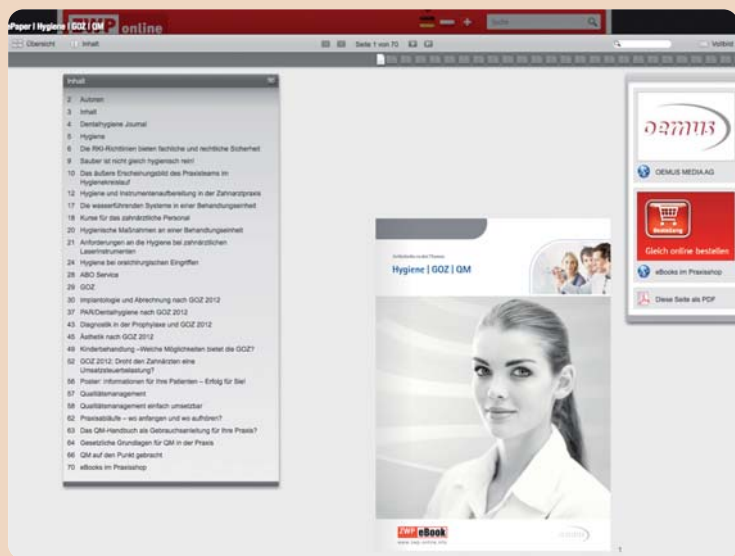 ePaper | Hygiene | GOZ | QM
ZWP online
Suche
Übersicht
Inhalt
Seite 1 von 70
Vollbild
Inhalt
2 Autoren
3 Inhalt
4 Dentalhygiene Journal
5 Hygiene
6 Die RKI-Richtlinien bieten fachliche und rechtliche Sicherheit
9 Sauber ist nicht gleich hygienisch rein!
10 Das äußere Erscheinungsbild des Praxisteams im
Hygienekreislauf
12 Hygiene und Instrumentenaufbereitung in der Zahnarztpraxis
17 Die wasserführenden Systeme in einer Behandlungseinheit
18 Kurse für das zahnärztliche Personal
20 Hygienische Maßnahmen an einer Behandlungseinheit
21 Anforderungen an die Hygiene bei zahnärztlichen
Laserinstrumenten
24 Hygiene bei oralchirurgischen Eingriffen
28 ABO Service
29 GOZ
30 Implantologie und Abrechnung nach GOZ 2012
37 PAR/Dentalhygiene nach GOZ 2012
43 Diagnostik in der Prophylaxe und GOZ 2012
45 Ästhetik nach GOZ 2012
49 Kinderbehandlung –Welche Möglichkeiten bietet die GOZ?
52 GOZ 2012: Droht den Zahnärzten eine
Umsatzsteuerbelastung?
56 Poster: Informationen für Ihre Patienten – Erfolg für Sie!
57 Qualitätsmanagement
58 Qualitätsmanagement einfach umsetzbar
62 Praxisabläufe – wo anfangen und wo aufhören?
63 Das QM-Handbuch als Gebrauchsanleitung für Ihre Praxis?
64 Gesetzliche Grundlagen für QM in der Praxis
66 QM auf den Punkt gebracht
70 eBooks im Praxisshop
Hygiene | GOZ | QM
ZWP eBook
www.zwp-online.info
oemus
1
oemus
OEMUS MEDIA AG
Bestellung
Gleich online bestellen
eBooks im Praxisshop
Diese Seite als PDF